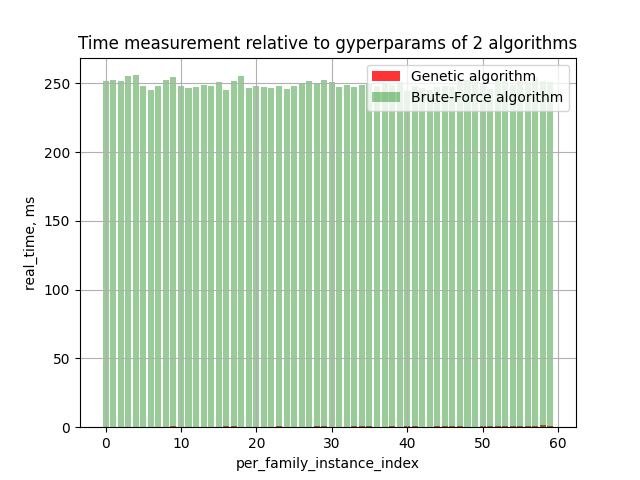 Time measurement relative to gyperparams of 2 algorithms
Genetic algorithm
Brute-Force algorithm
real_time, ms
250
200
150
100
50
0
0 10 20 30 40 50 60
per_family_instance_index